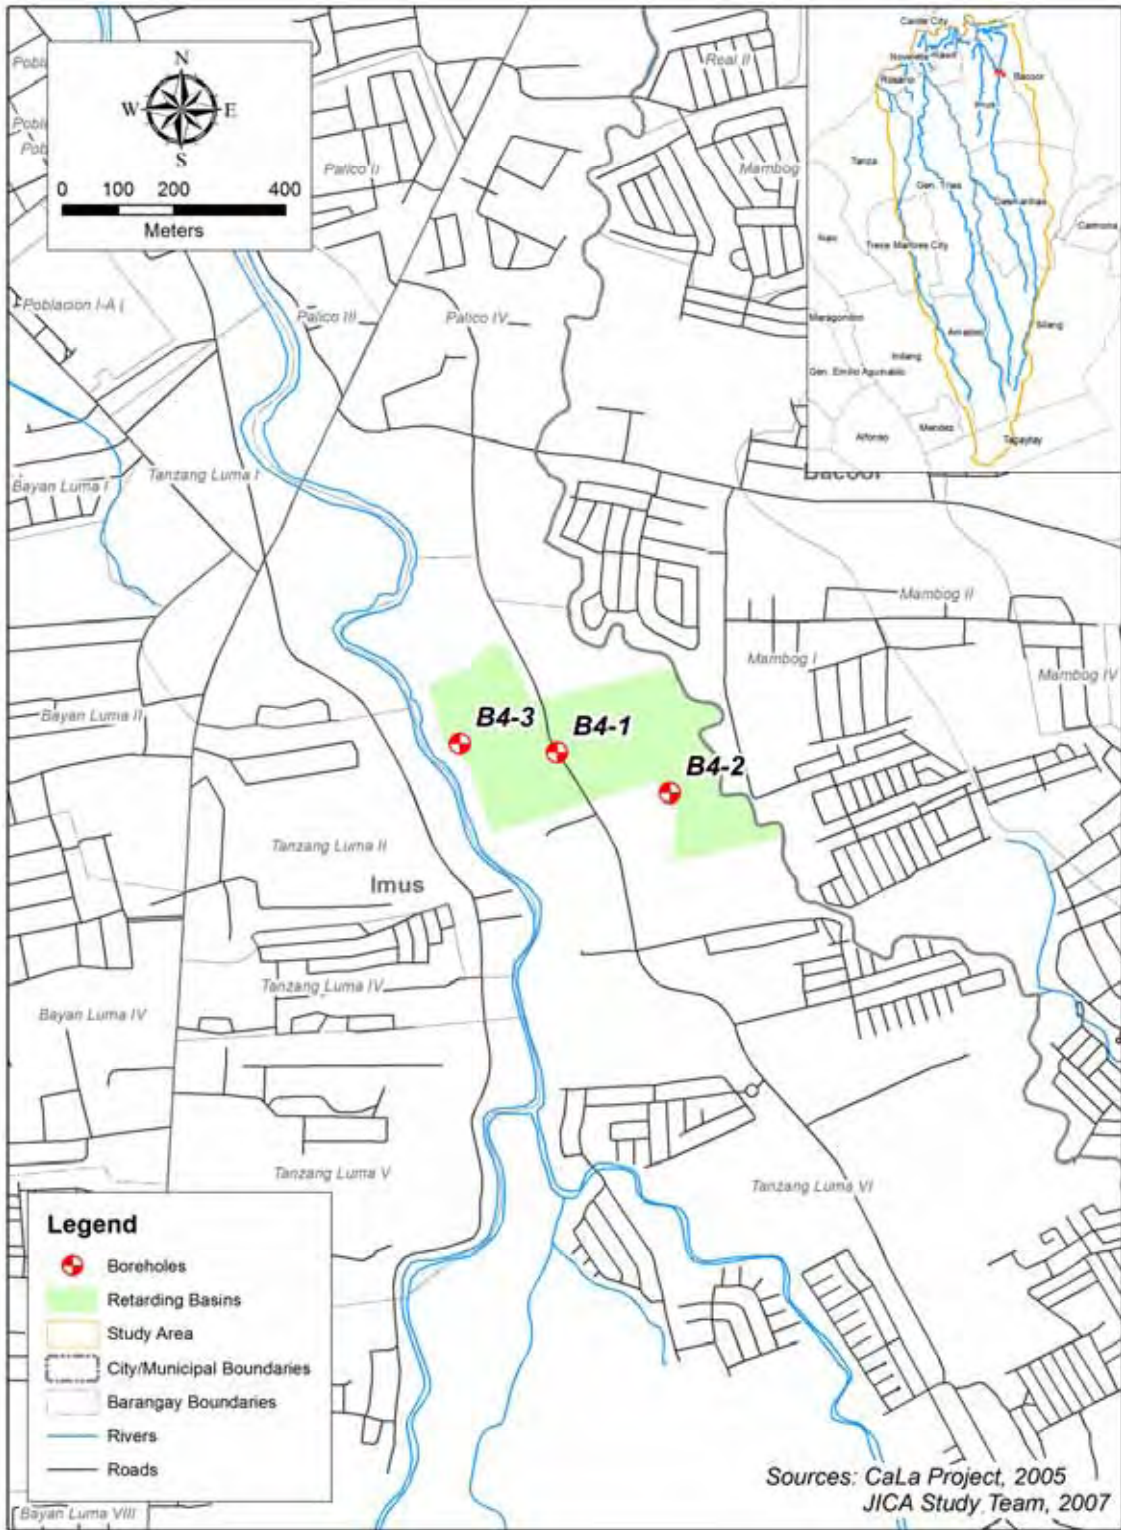 N
W E
S
0 100 200 400
Meters
Real II
Palico II
Mambog
Poblacion I-A (
Palico III
Palico IV
Bayan Luma I
Tanzang Luma I
Mambog II
Mambog I
Mambog IV
Bayan Luma II
B4-3
B4-1
B4-2
Tanzang Luma II
Imus
Tanzang Luma IV
Bayan Luma IV
Tanzang Luma V
Tanzang Luma VI
Bayan Luma VIII
Cavite City
Noveleta
Kawit
Rosario
Bacoor
Imus
Tanza
Gen. Trias
Dasmariñas
Carmona
Naic
Trece Martires City
Maragondon
Amadeo
Silang
Indang
Gen. Emilio Aguinaldo
Mendez
Alfonso
Tagaytay
Legend
Boreholes
Retarding Basins
Study Area
City/Municipal Boundaries
Barangay Boundaries
Rivers
Roads
Sources: CaLa Project, 2005
JICA Study Team, 2007